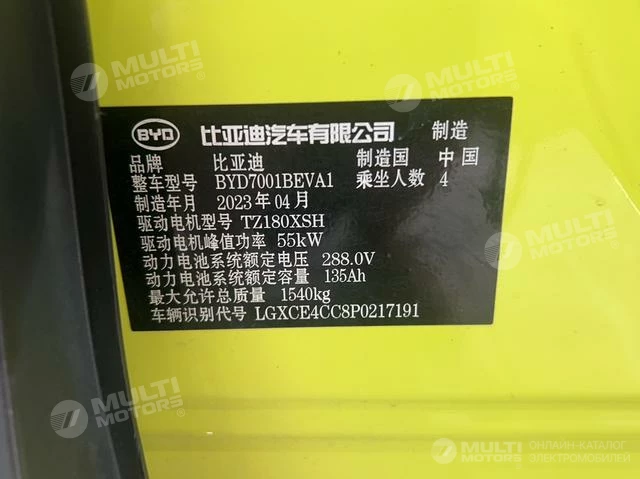 MULTI MOTORS
MULTI MOTORS
BYD 比亚迪汽车有限公司 制造
品牌 比亚迪 制造国 中国
整车型号 BYD7001BEVA1 乘坐人数 4
制造年月 2023年04月
驱动电机型号 TZ180XSH
驱动电机峰值功率 55kW
动力电池系统额定电压 288.0V
动力电池系统额定容量 135Ah
最大允许总质量 1540kg
车辆识别代号 LGXCE4CC8P0217191
MULTI MOTORS
MULTI MOTORS
MULTI MOTORS
ОНЛАЙН-КАТАЛОГ
ЭЛЕКТРОМОБИЛЕЙ